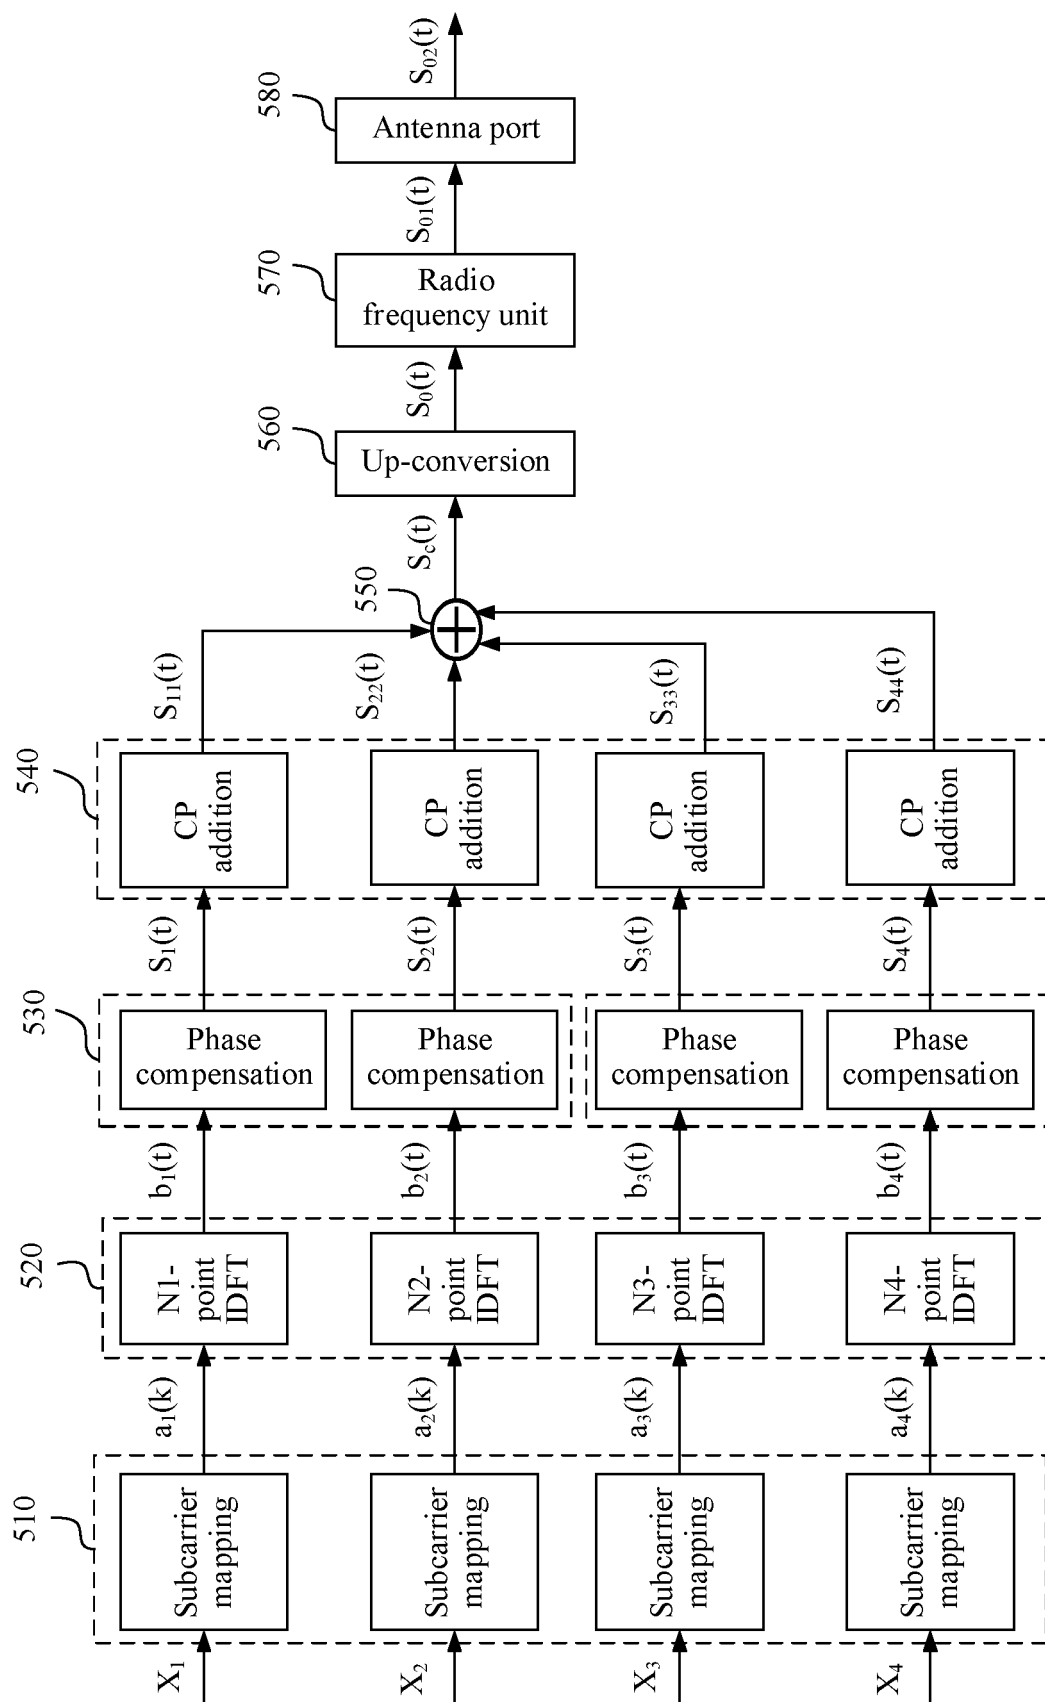 510
520
530
540
550
560
570
580
X1
Subcarrier
mapping
a1(k)
N1-
point
IDFT
b1(t)
Phase
compensation
S1(t)
CP
addition
S11(t)
X2
Subcarrier
mapping
a2(k)
N2-
point
IDFT
b2(t)
Phase
compensation
S2(t)
CP
addition
S22(t)
X3
Subcarrier
mapping
a3(k)
N3-
point
IDFT
b3(t)
Phase
compensation
S3(t)
CP
addition
S33(t)
X4
Subcarrier
mapping
a4(k)
N4-
point
IDFT
b4(t)
Phase
compensation
S4(t)
CP
addition
S44(t)
Sc(t)
Up-conversion
S0(t)
Radio
frequency unit
S01(t)
Antenna port
S02(t)